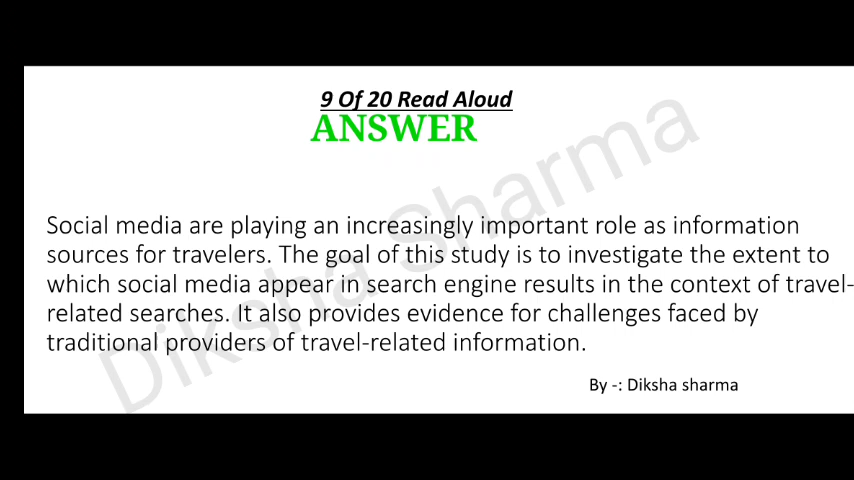 9 Of 20 Read Aloud
ANSWER
Diksha Sharma
Social media are playing an increasingly important role as information
sources for travelers. The goal of this study is to investigate the extent to
which social media appear in search engine results in the context of travel-
related searches. It also provides evidence for challenges faced by
traditional providers of travel-related information.
By -: Diksha sharma